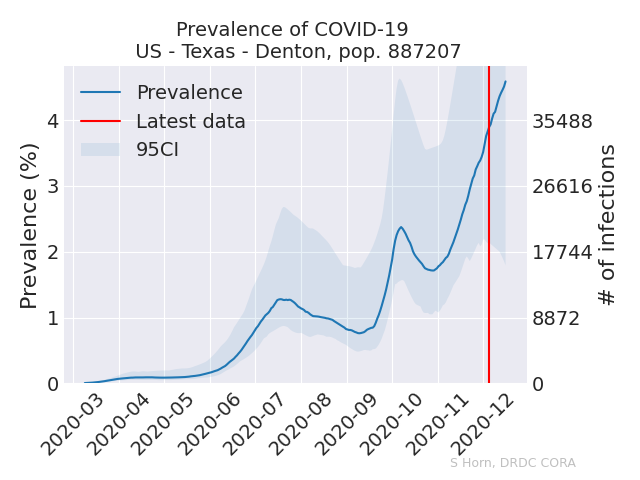 Prevalence of COVID-19
US - Texas - Denton, pop. 887207
Prevalence
Latest data
95CI
Prevalence (%)
4
3
2
1
0
35488
26616
17744
8872
0
# of infections
2020-03
2020-04
2020-05
2020-06
2020-07
2020-08
2020-09
2020-10
2020-11
2020-12
S Horn, DRDC CORA